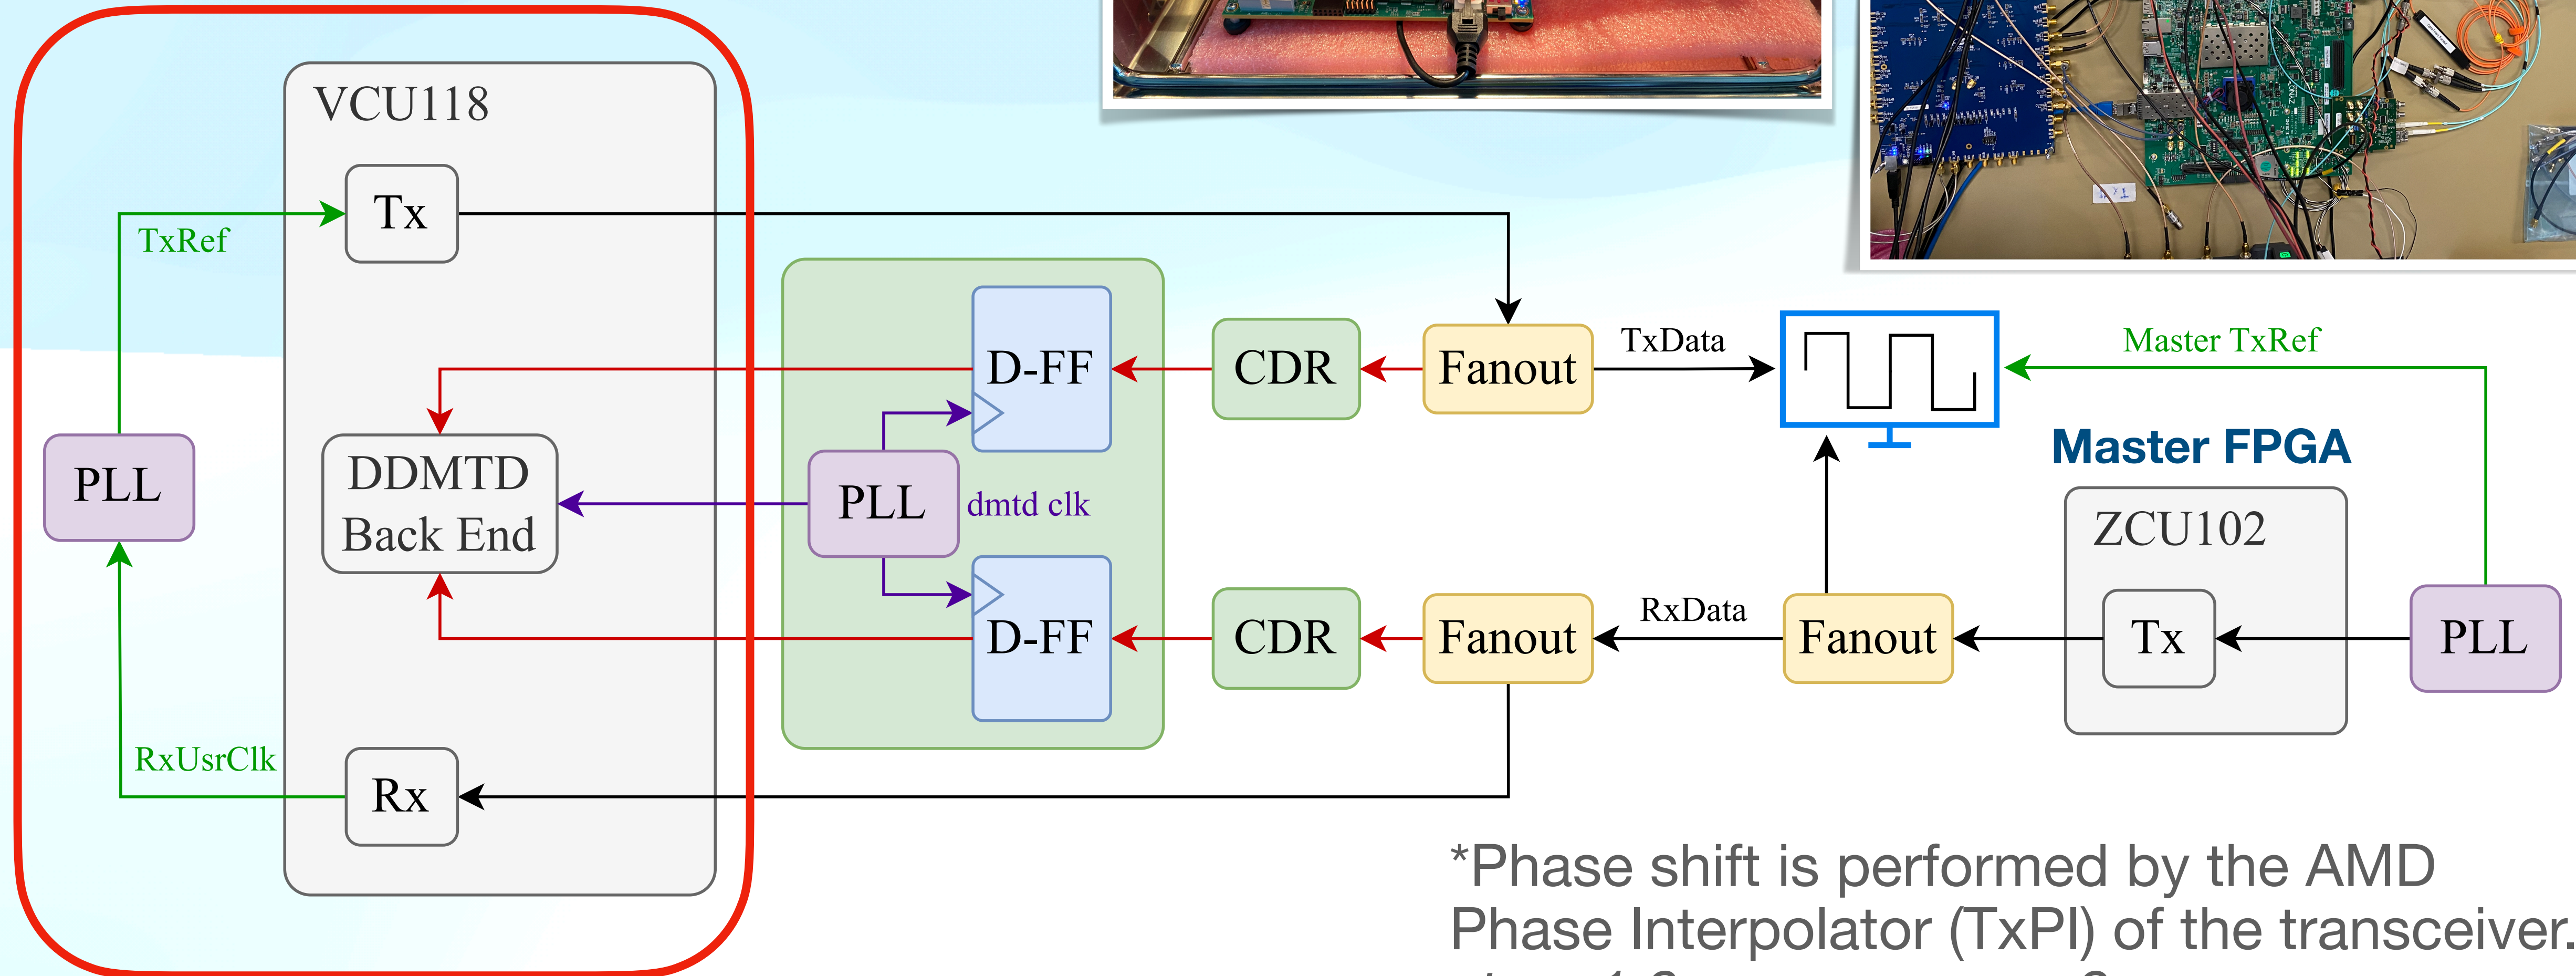 VCU118
Tx
TxRef
PLL
DDMTD
Back End
RxUsrClk
Rx
D-FF
PLL
dmtd clk
D-FF
CDR
Fanout
TxData
Master TxRef
Master FPGA
ZCU102
CDR
Fanout
RxData
Fanout
Tx
PLL
*Phase shift is performed by the AMD
Phase Interpolator (TxPI) of the transceiver.